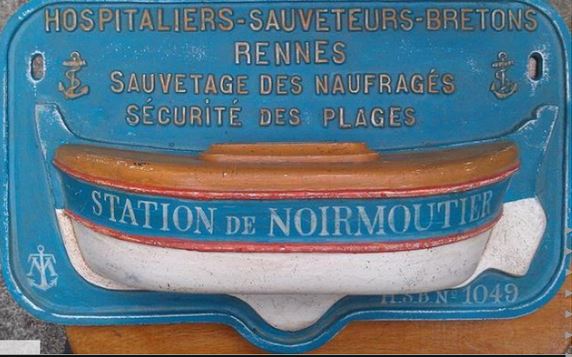 HOSPITALIERS-SAUVETEURS-BRETONS
RENNES
SAUVETAGE DES NAUFRAGÉS
SÉCURITÉ DES PLAGES
STATION DE NOIRMOUTIER
H.S.B No 1049